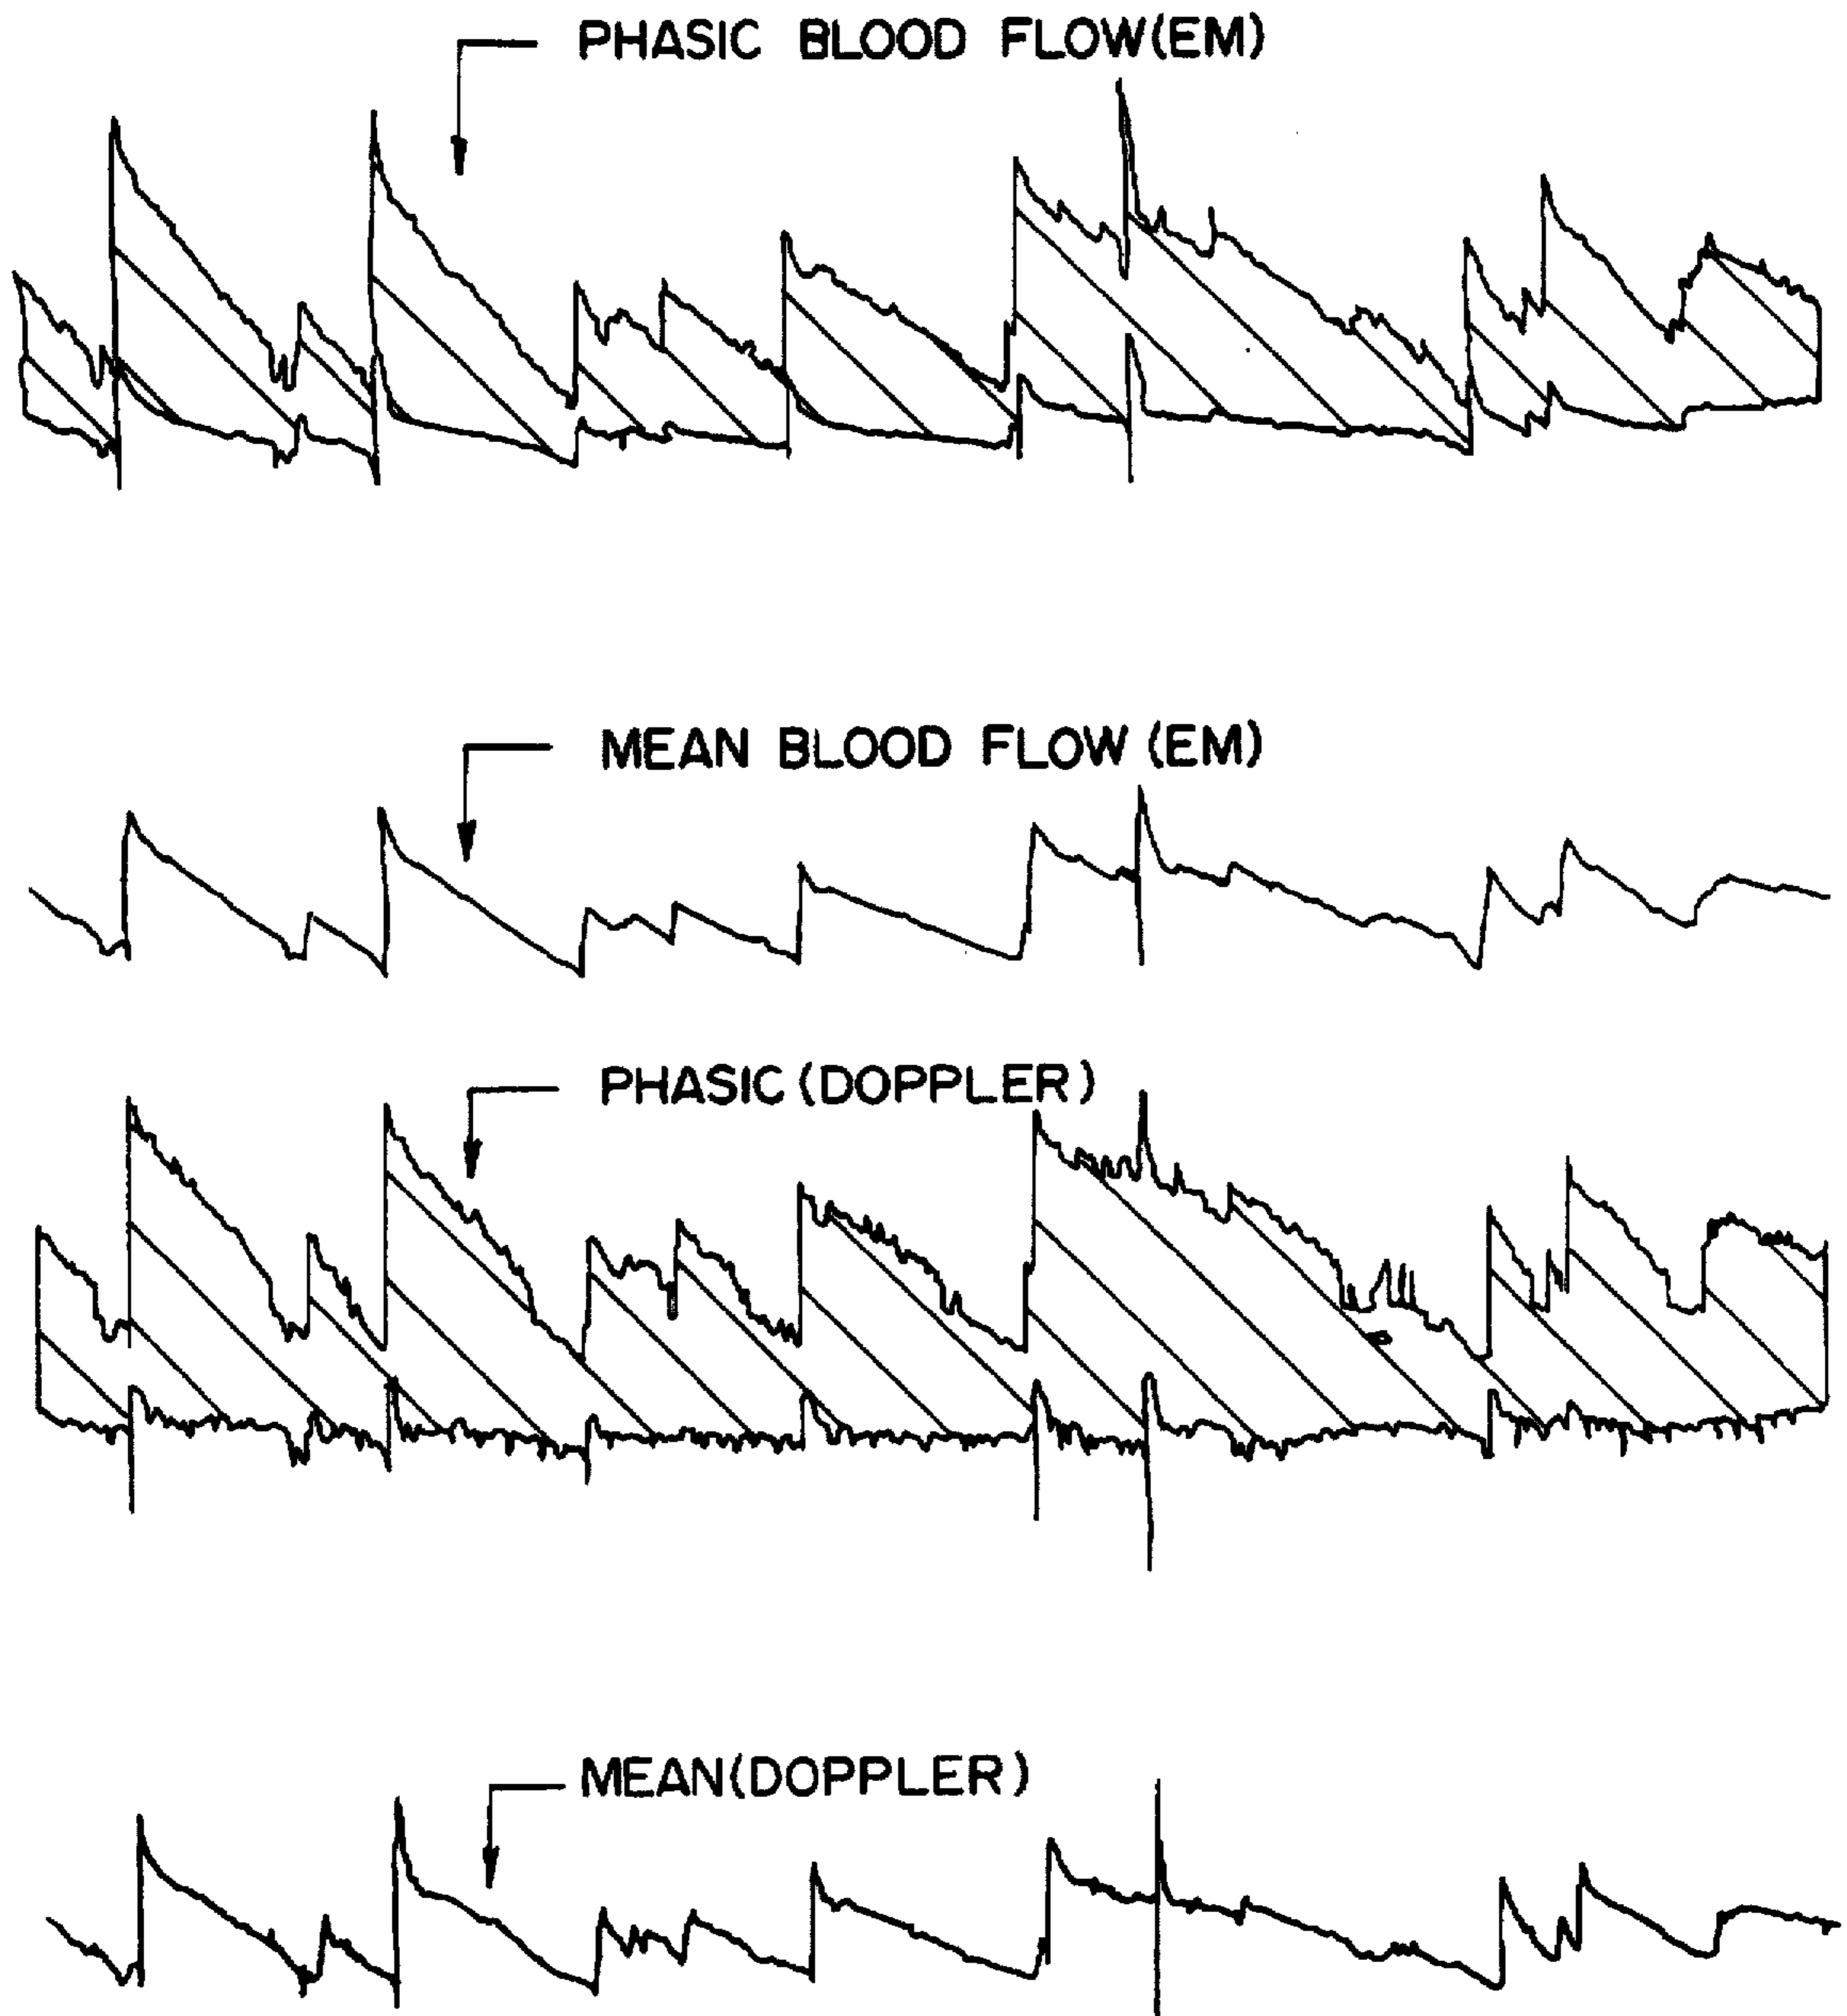 PHASIC BLOOD FLOW(EM)
MEAN BLOOD FLOW (EM)
PHASIC (DOPPLER)
MEAN(DOPPLER)